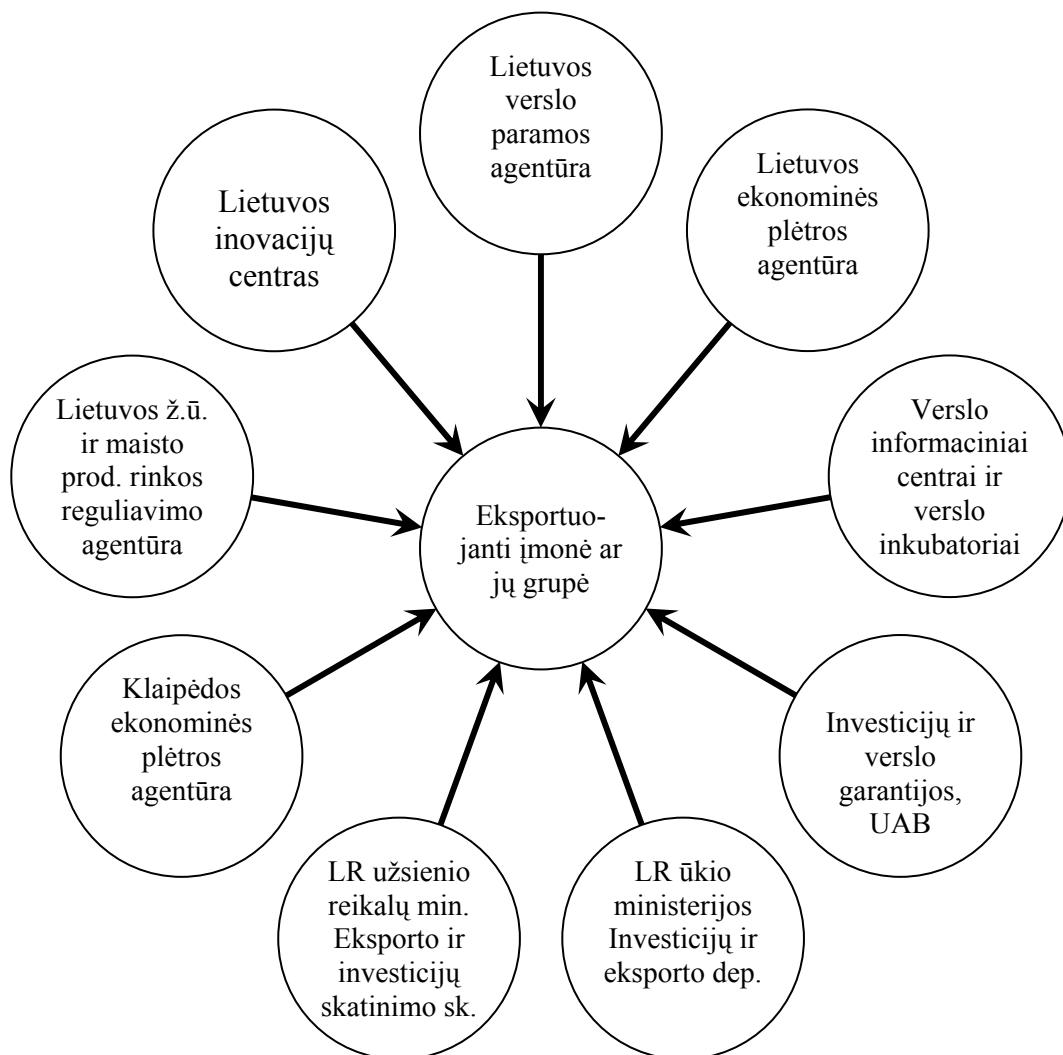 Lietuvos
verslo
paramos
agentūra
Lietuvos
ekonominės
plėtros
agentūra
Lietuvos
inovacijų
centras
Lietuvos ž.ū.
ir maisto
prod. rinkos
reguliavimo
agentūra
Eksportuo-
janti įmonė ar
jų grupė
Verslo
informaciniai
centrai ir
verslo
inkubatoriai
Klaipėdos
ekonominės
plėtros
agentūra
Investicijų ir
verslo
garantijos,
UAB
LR užsienio
reikalų min.
Eksporto ir
investicijų
skatinimo sk.
LR ūkio
ministerijos
Investicijų ir
eksporto dep.